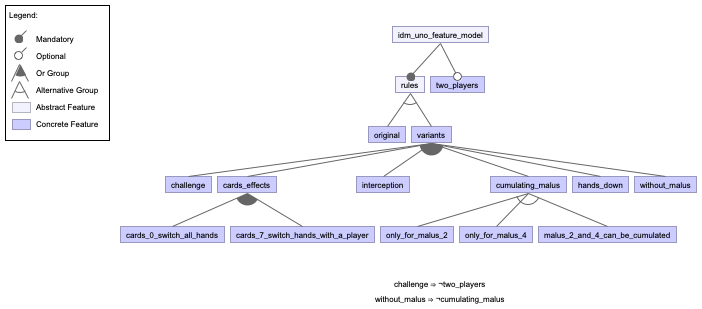 Legend:
Mandatory
Optional
Or Group
Alternative Group
Abstract Feature
Concrete Feature
idm_uno_feature_model
rules
two_players
original
variants
challenge
cards_effects
interception
cumulating_malus
hands_down
without_malus
cards_0_switch_all_hands
cards_7_switch_hands_with_a_player
only_for_malus_2
only_for_malus_4
malus_2_and_4_can_be_cumulated
challenge ⇒ ¬two_players
without_malus ⇒ ¬cumulating_malus